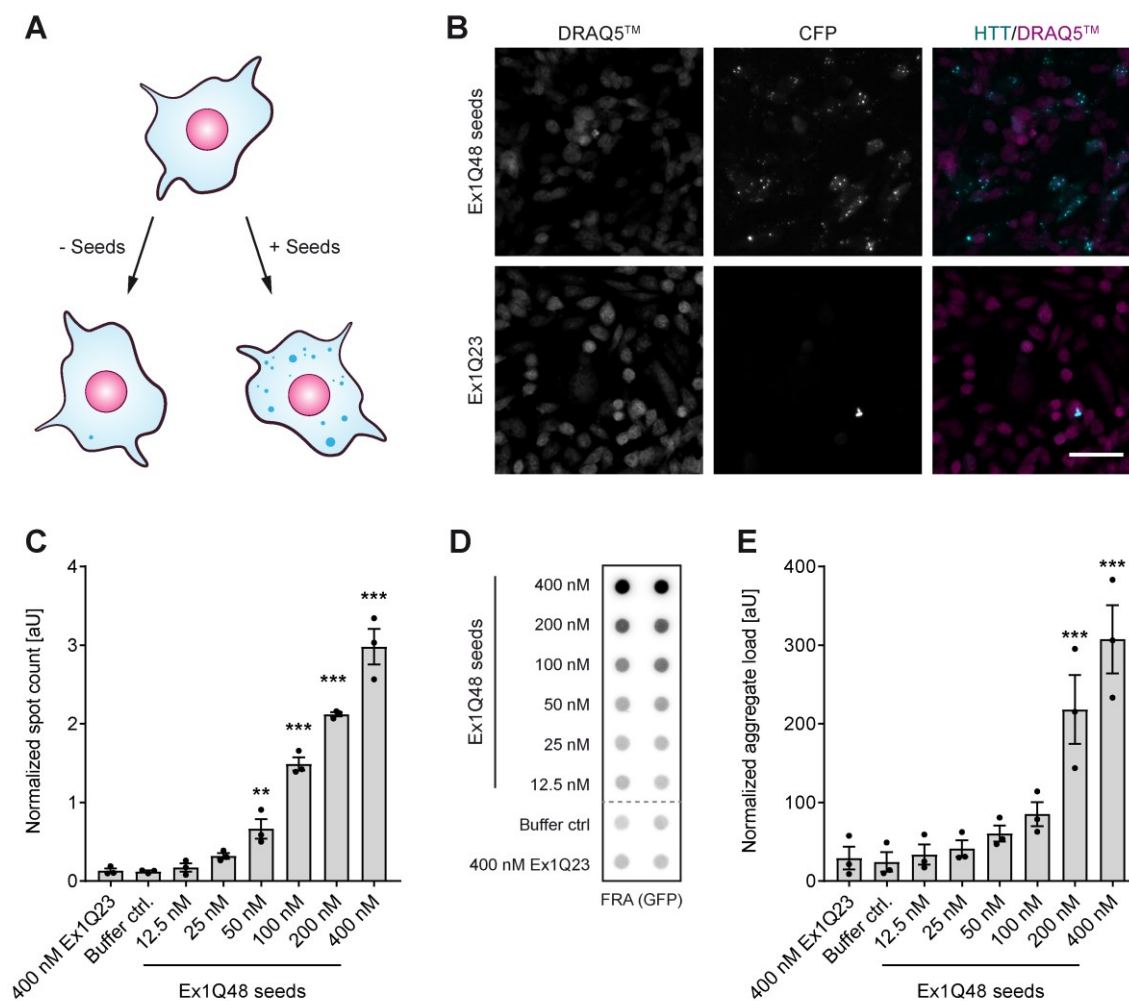 A
- Seeds
+ Seeds
B
DRAQ5™
CFP
HTT/DRAQ5™
Ex1Q48 seeds
Ex1Q23
C
Normalized spot count [aU]
4
3
2
1
0
**
***
***
***
400 nM Ex1Q23
Buffer ctrl.
12.5 nM
25 nM
50 nM
100 nM
200 nM
400 nM
Ex1Q48 seeds
D
Ex1Q48 seeds
400 nM
200 nM
100 nM
50 nM
25 nM
12.5 nM
Buffer ctrl
400 nM Ex1Q23
FRA (GFP)
E
Normalized aggregate load [aU]
400
300
200
100
0
***
***
400 nM Ex1Q23
Buffer ctrl.
12.5 nM
25 nM
50 nM
100 nM
200 nM
400 nM
Ex1Q48 seeds